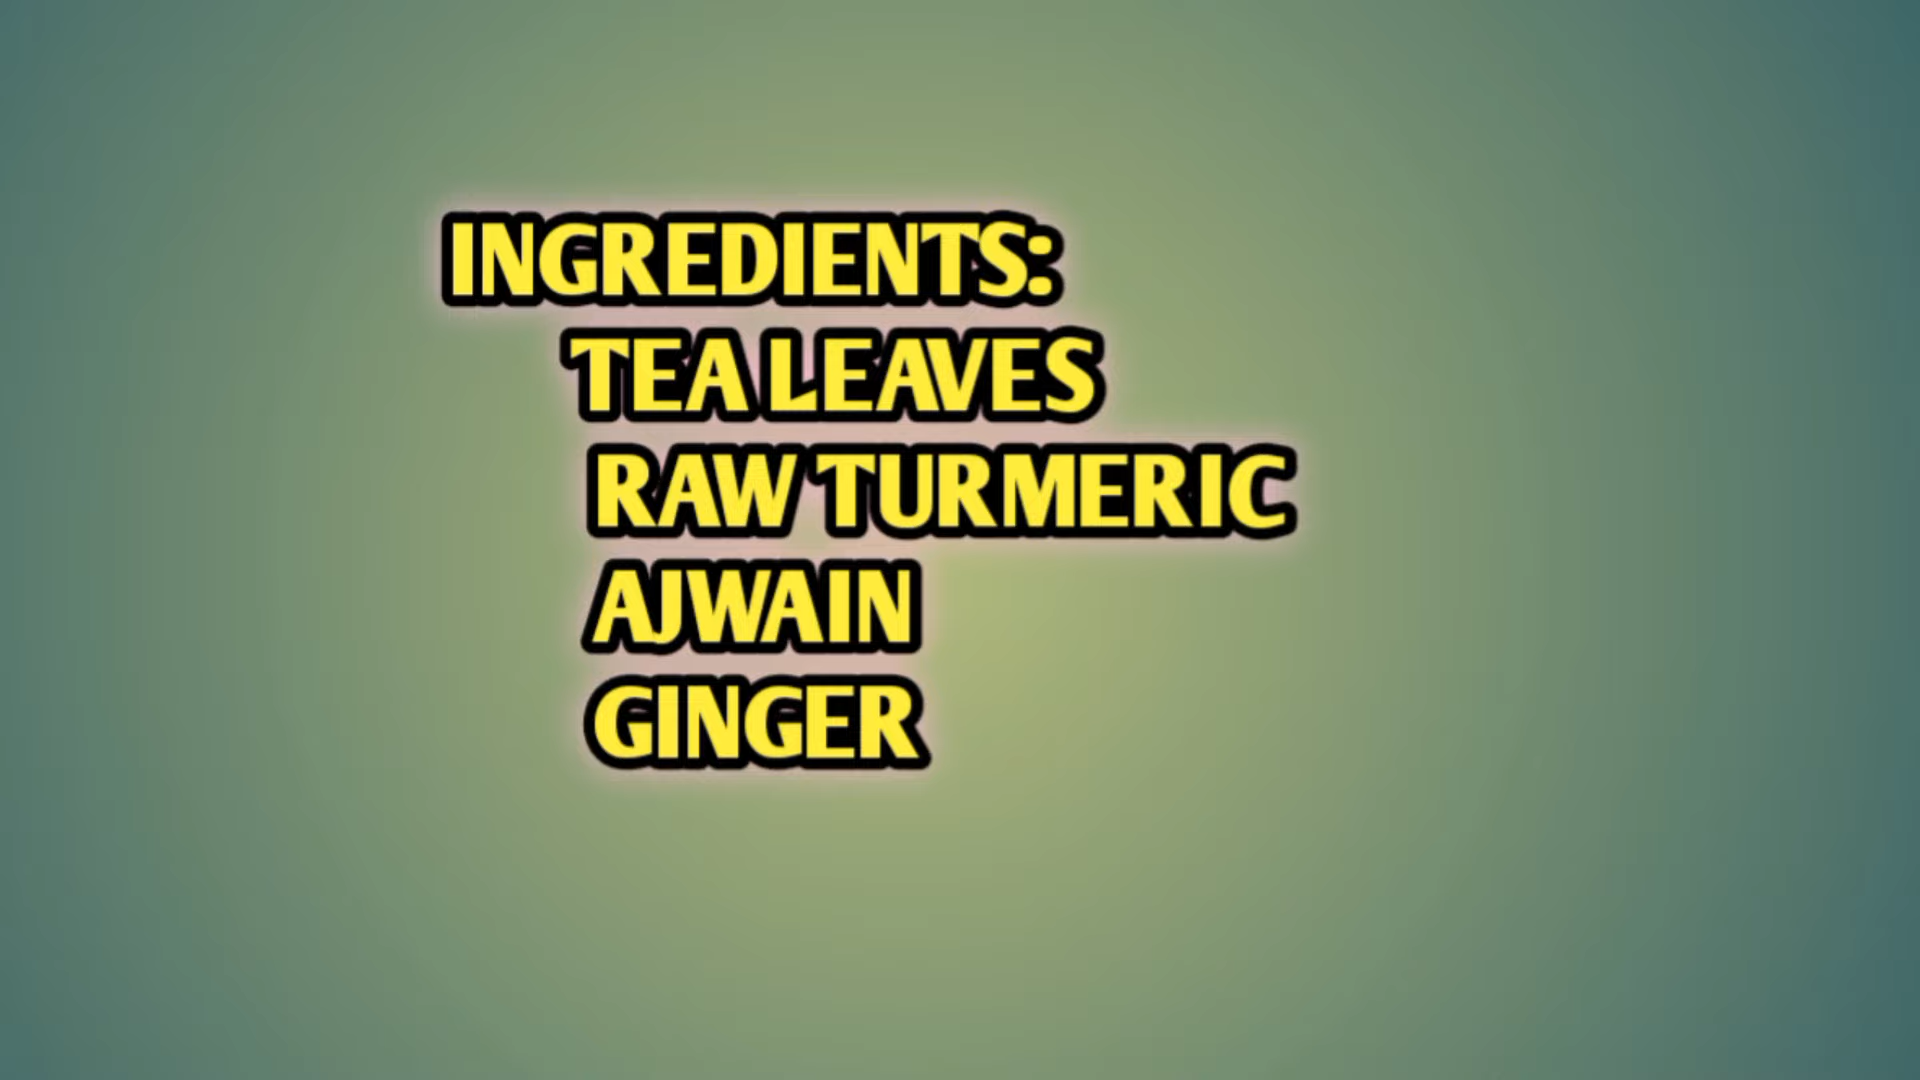 INGREDIENTS:
TEA LEAVES
RAW TURMERIC
AJWAIN
GINGER